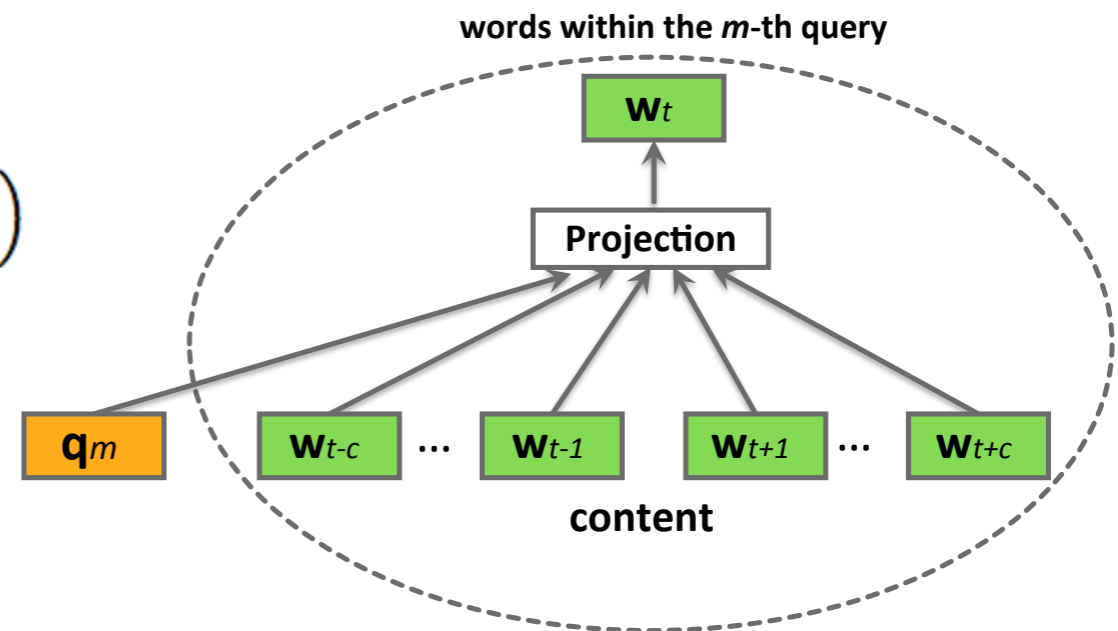 words within the m-th query
wt
Projection
qm wt-c ... wt-1 wt+1 ... wt+c
content